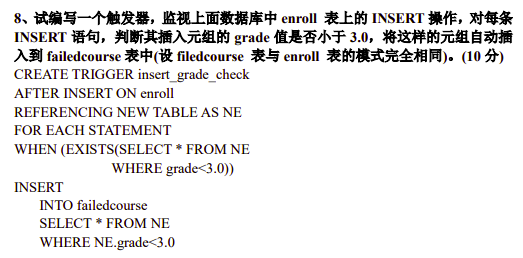 8、试编写一个触发器，监视上面数据库中 enroll 表上的 INSERT 操作，对每条
INSERT 语句，判断其插入元组的 grade 值是否小于 3.0，将这样的元组自动插
入到 failedcourse 表中(设 filedcourse 表与 enroll 表的模式完全相同)。(10 分)
CREATE TRIGGER insert_grade_check
AFTER INSERT ON enroll
REFERENCING NEW TABLE AS NE
FOR EACH STATEMENT
WHEN (EXISTS(SELECT * FROM NE
WHERE grade<3.0))
INSERT
INTO failedcourse
SELECT * FROM NE
WHERE NE.grade<3.0